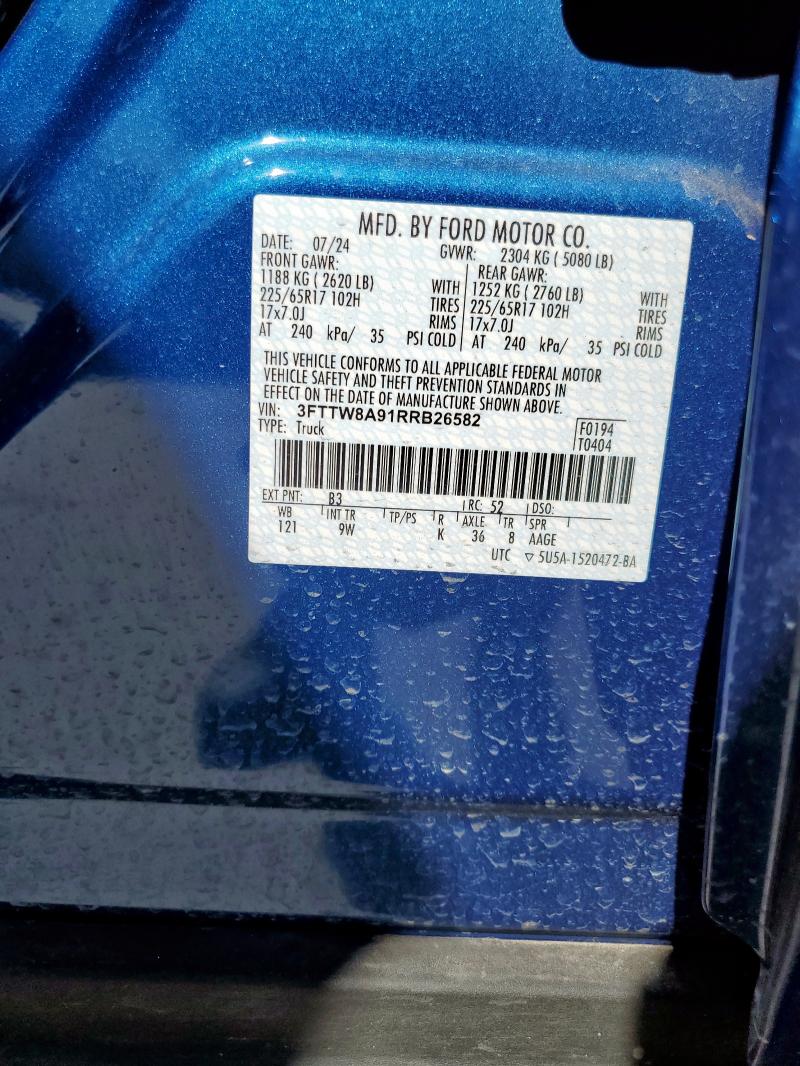 MFD. BY FORD MOTOR CO.
DATE: 07/24 GVWR: 2304 KG ( 5080 LB)
FRONT GAWR: REAR GAWR:
1188 KG ( 2620 LB) WITH 1252 KG ( 2760 LB) WITH
225/65R17 102H TIRES 225/65R17 102H TIRES
17x7.0J RIMS 17x7.0J RIMS
AT 240 kPa/ 35 PSI COLD AT 240 kPa/ 35 PSI COLD
THIS VEHICLE CONFORMS TO ALL APPLICABLE FEDERAL MOTOR
VEHICLE SAFETY AND THEFT PREVENTION STANDARDS IN
EFFECT ON THE DATE OF MANUFACTURE SHOWN ABOVE.
VIN: 3FTTW8A91RRB26582
TYPE: Truck F0194
T0404
EXT PNT: B3 RC: 52 DSO:
WB INT TR TP/PS R AXLE TR SPR
121 9W K 36 8 AAGE
UTC ▽ 5U5A-1520472-BA